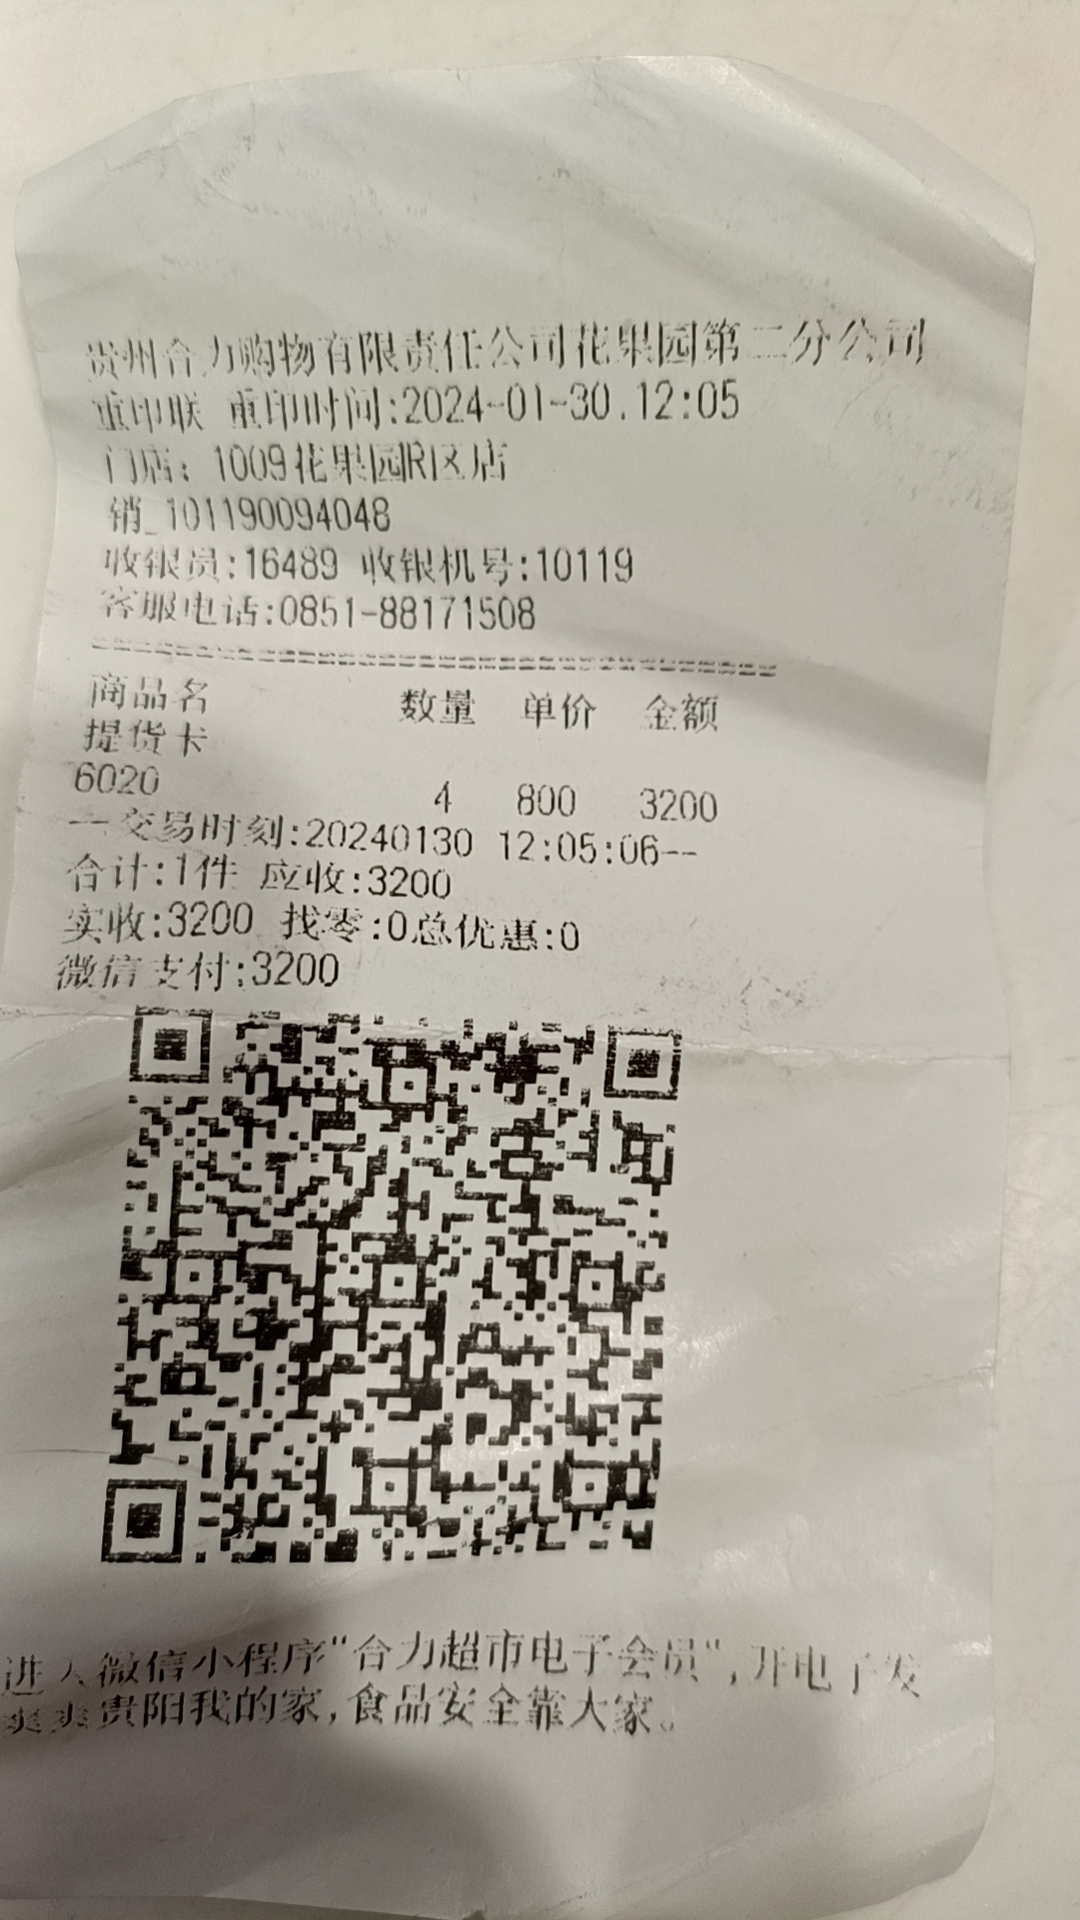 贵州合力购物有限责任公司花果园第二分公司
重印联 重印时间:2024-01-30.12:05
门店: 1009花果园R区店
销_101190094048
收银员:16489 收银机号:10119
客服电话:0851-88171508
商品名 数量 单价 金额
提货卡
6020 4 800 3200
--交易时刻:20240130 12:05:06--
合计:1件 应收:3200
实收:3200 找零:0总优惠:0
微信支付:3200
进入微信小程序"合力超市电子会员",开电子发
爽爽贵阳我的家,食品安全靠大家。